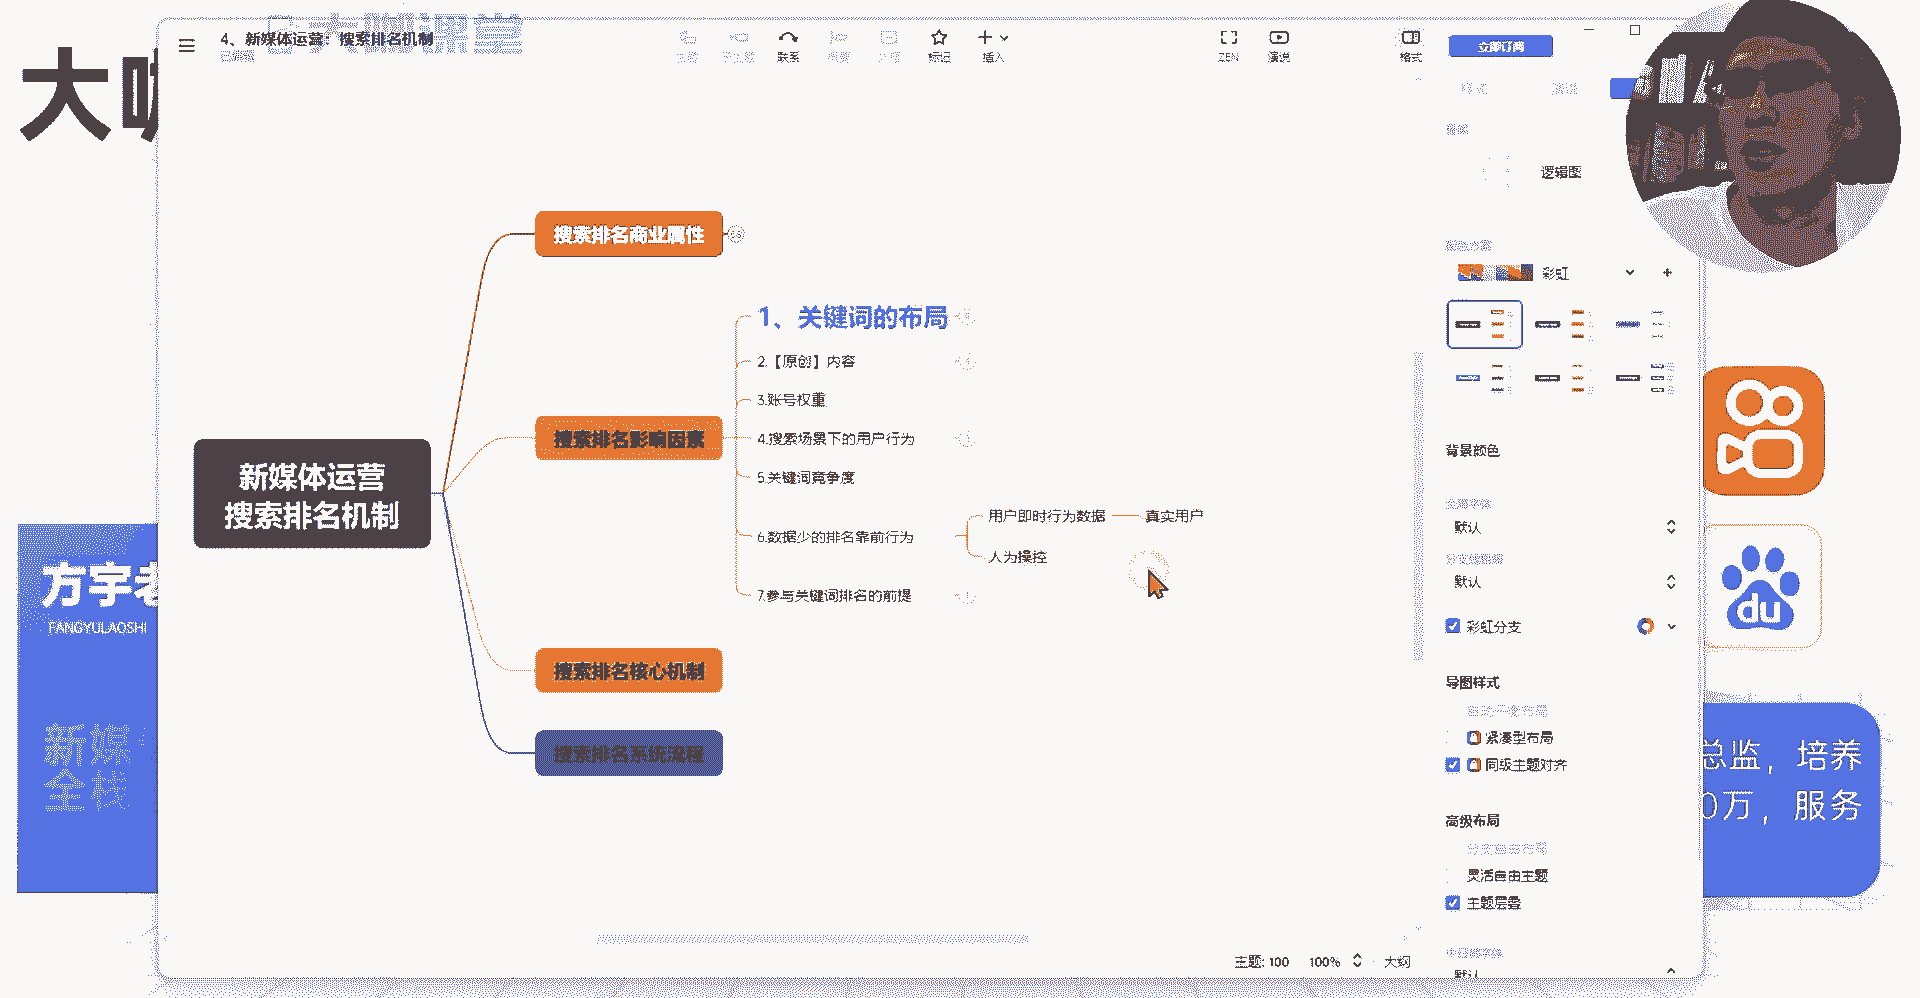 大咖课堂
4、新媒体运营：搜索排名机制
已编辑
联系
标记
插入
ZEN
演说
格式
立即订阅
逻辑图
彩虹
搜索排名商业属性
1、关键词的布局
2.【原创】内容
3.账号权重
4.搜索场景下的用户行为
5.关键词竞争度
6.数据少的排名靠前行为
用户即时行为数据
真实用户
人为操控
7.参与关键词排名的前提
搜索排名影响因素
新媒体运营
搜索排名机制
搜索排名核心机制
搜索排名系统流程
背景颜色
默认
默认
彩虹分支
导图样式
紧凑型布局
同级主题对齐
高级布局
灵活自由主题
主题层叠
默认
主题: 100
100%
大纲
大
方宇老
FANGYULAOSHI
新媒
全栈
du
总监，培养
0万，服务